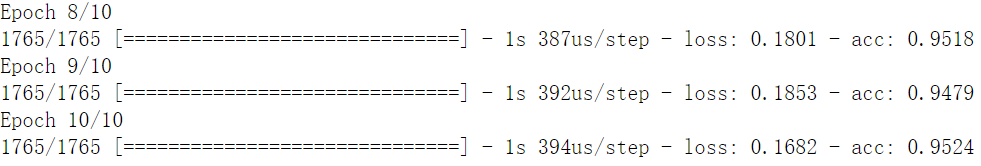 Epoch 8/10
1765/1765 [==============================] - 1s 387us/step - loss: 0.1801 - acc: 0.9518
Epoch 9/10
1765/1765 [==============================] - 1s 392us/step - loss: 0.1853 - acc: 0.9479
Epoch 10/10
1765/1765 [==============================] - 1s 394us/step - loss: 0.1682 - acc: 0.9524